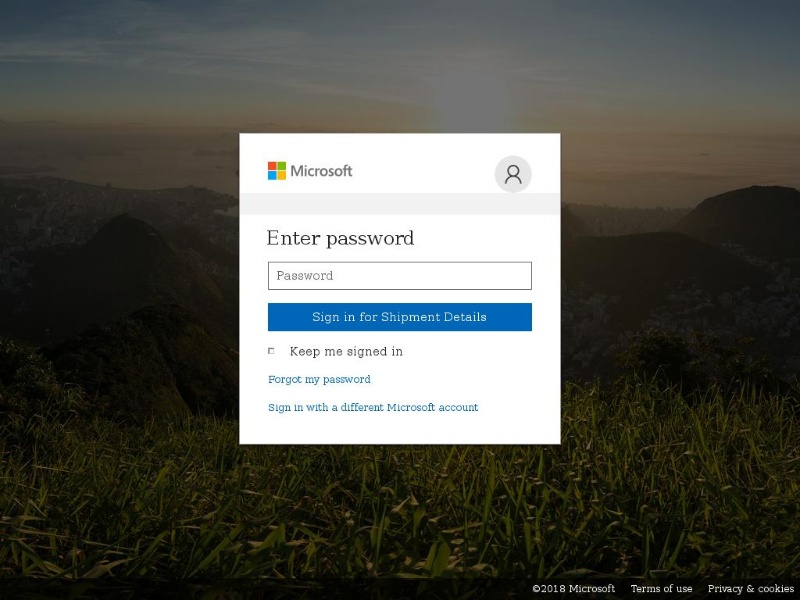 Microsoft
Enter password
Password
Sign in for Shipment Details
Keep me signed in
Forgot my password
Sign in with a different Microsoft account
©2018 Microsoft Terms of use Privacy & cookies